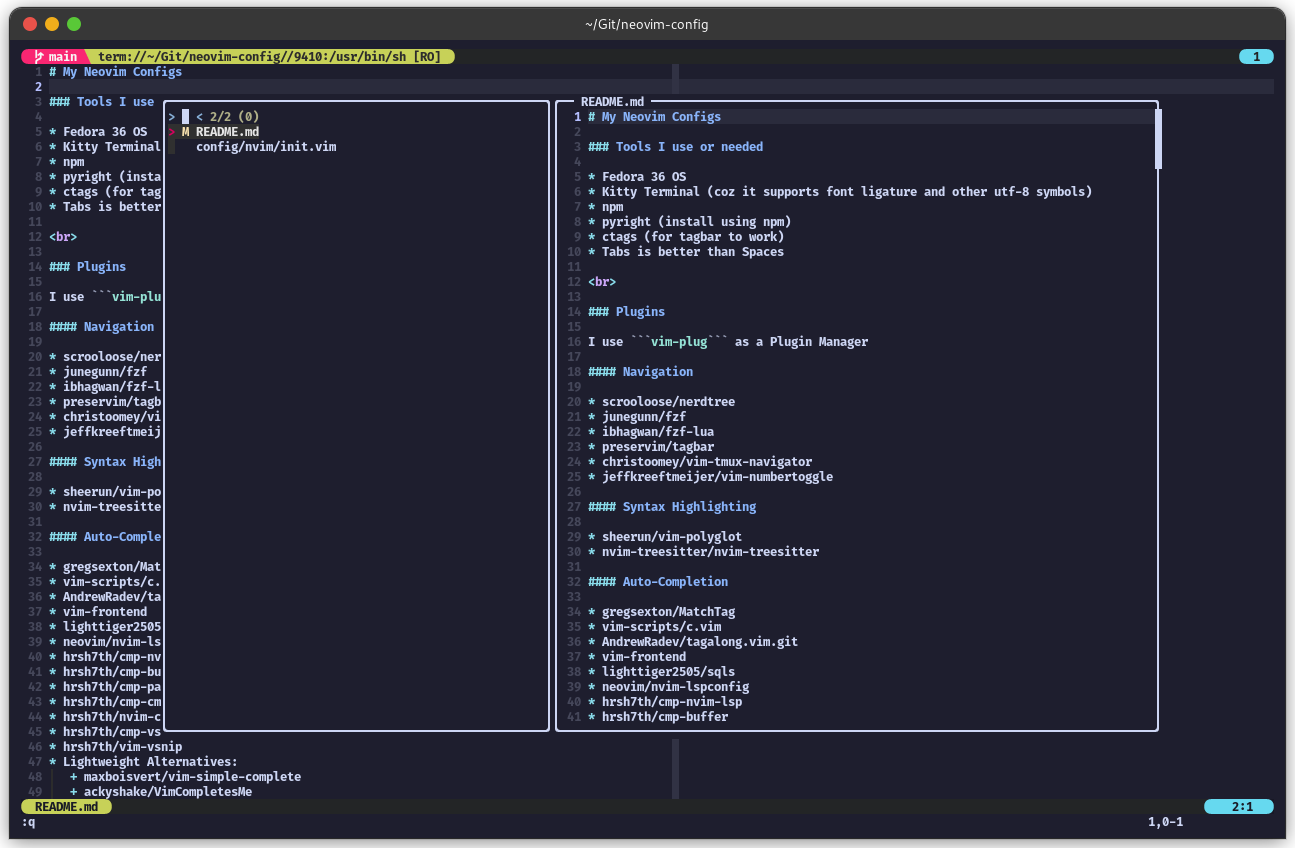 ~/Git/neovim-config
main term://~/Git/neovim-config//9410:/usr/bin/sh [RO] 1
1 # My Neovim Configs
2
3 ### Tools I use
4
5 * Fedora 36 OS
6 * Kitty Terminal
7 * npm
8 * pyright (insta
9 * ctags (for tag
10 * Tabs is better
11
12 <br>
13
14 ### Plugins
15
16 I use ```vim-plu
17
18 #### Navigation
19
20 * scrooloose/ner
21 * junegunn/fzf
22 * ibhagwan/fzf-l
23 * preservim/tagb
24 * christoomey/vi
25 * jeffkreeftmeij
26
27 #### Syntax High
28
29 * sheerun/vim-po
30 * nvim-treesitte
31
32 #### Auto-Comple
33
34 * gregsexton/Mat
35 * vim-scripts/c.
36 * AndrewRadev/ta
37 * vim-frontend
38 * lighttiger2505
39 * neovim/nvim-ls
40 * hrsh7th/cmp-nv
41 * hrsh7th/cmp-bu
42 * hrsh7th/cmp-pa
43 * hrsh7th/cmp-cm
44 * hrsh7th/nvim-c
45 * hrsh7th/cmp-vs
46 * hrsh7th/vim-vsnip
47 * Lightweight Alternatives:
48 + maxboisvert/vim-simple-complete
49 + ackyshake/VimCompletesMe
> < 2/2 (0)
> M README.md
config/nvim/init.vim
README.md
1 # My Neovim Configs
2
3 ### Tools I use or needed
4
5 * Fedora 36 OS
6 * Kitty Terminal (coz it supports font ligature and other utf-8 symbols)
7 * npm
8 * pyright (install using npm)
9 * ctags (for tagbar to work)
10 * Tabs is better than Spaces
11
12 <br>
13
14 ### Plugins
15
16 I use ```vim-plug``` as a Plugin Manager
17
18 #### Navigation
19
20 * scrooloose/nerdtree
21 * junegunn/fzf
22 * ibhagwan/fzf-lua
23 * preservim/tagbar
24 * christoomey/vim-tmux-navigator
25 * jeffkreeftmeijer/vim-numbertoggle
26
27 #### Syntax Highlighting
28
29 * sheerun/vim-polyglot
30 * nvim-treesitter/nvim-treesitter
31
32 #### Auto-Completion
33
34 * gregsexton/MatchTag
35 * vim-scripts/c.vim
36 * AndrewRadev/tagalong.vim.git
37 * vim-frontend
38 * lighttiger2505/sqls
39 * neovim/nvim-lspconfig
40 * hrsh7th/cmp-nvim-lsp
41 * hrsh7th/cmp-buffer
README.md 2:1
:q 1,0-1